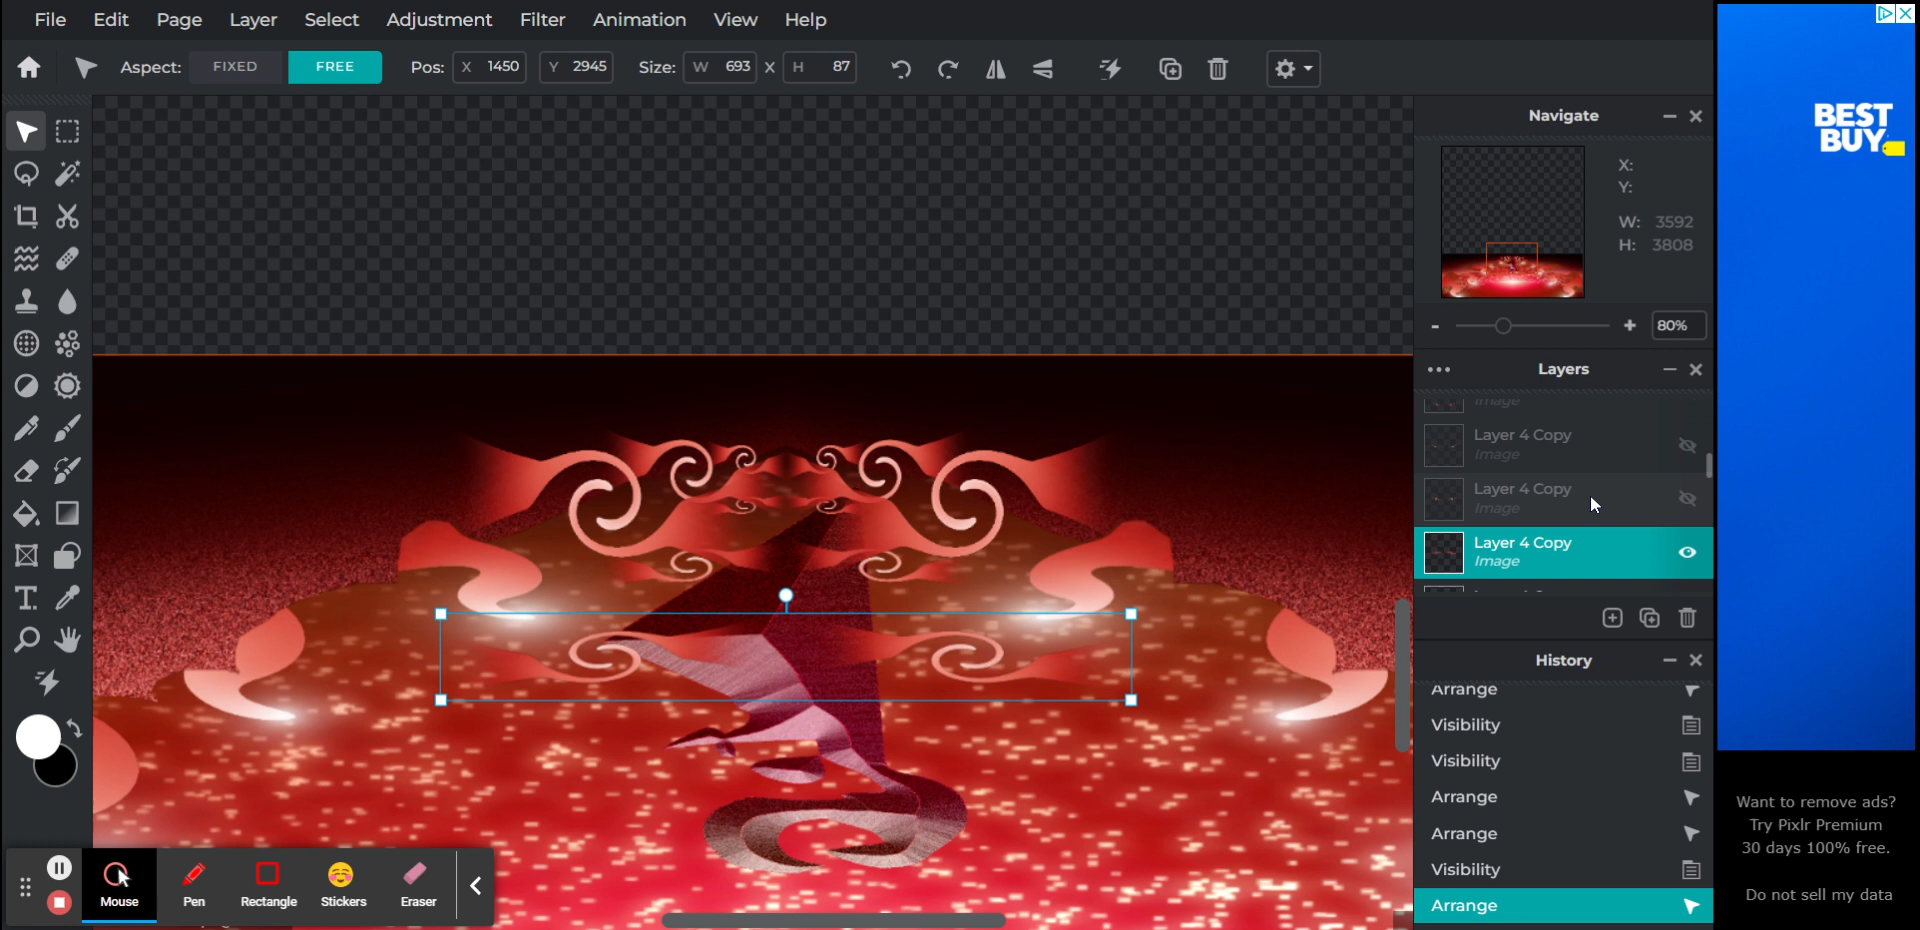 File Edit Page Layer Select Adjustment Filter Animation View Help
Aspect: FIXED FREE Pos: X 1450 Y 2945 Size: W 693 X H 87
Navigate
X:
Y:
W: 3592
H: 3808
- + 80%
Layers
Image
Layer 4 Copy
Image
Layer 4 Copy
Image
Layer 4 Copy
Image
History
Arrange
Visibility
Visibility
Arrange
Arrange
Visibility
Arrange
Mouse Pen Rectangle Stickers Eraser
BEST
BUY
Want to remove ads?
Try Pixlr Premium
30 days 100% free.
Do not sell my data